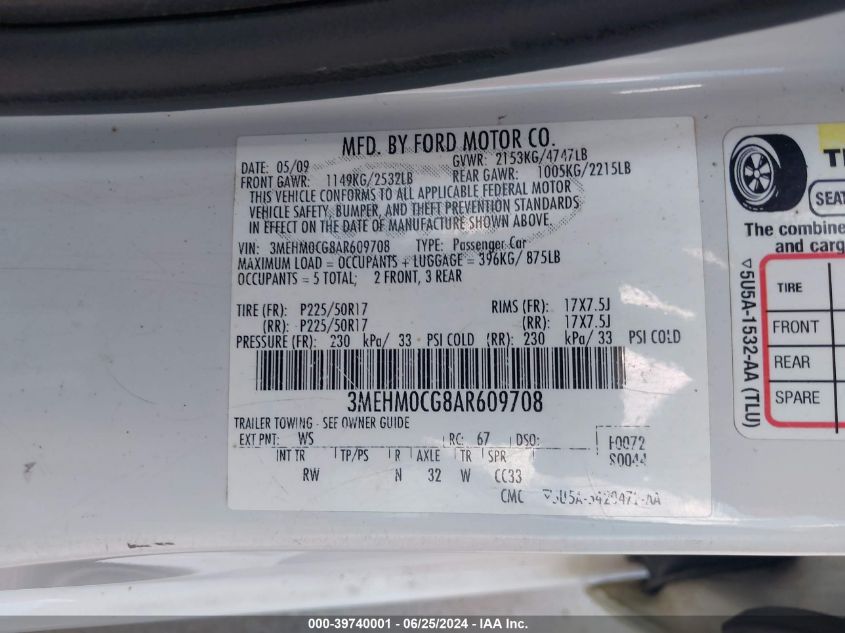 MFD. BY FORD MOTOR CO.
DATE: 05/09 GVWR: 2153KG/4747LB
FRONT GAWR: 1149KG/2532LB REAR GAWR: 1005KG/2215LB
THIS VEHICLE CONFORMS TO ALL APPLICABLE FEDERAL MOTOR
VEHICLE SAFETY, BUMPER, AND THEFT PREVENTION STANDARDS
IN EFFECT ON THE DATE OF MANUFACTURE SHOWN ABOVE.
VIN: 3MEHM0CG8AR609708 TYPE: Passenger Car
MAXIMUM LOAD = OCCUPANTS + LUGGAGE = 396KG/ 875LB
OCCUPANTS = 5 TOTAL; 2 FRONT, 3 REAR
TIRE (FR): P225/50R17 RIMS (FR): 17X7.5J
(RR): P225/50R17 (RR): 17X7.5J
PRESSURE (FR): 230 kPa/ 33 PSI COLD (RR): 230 kPa/ 33 PSI COLD
3MEHM0CG8AR609708
TRAILER TOWING - SEE OWNER GUIDE
EXT PNT: WS RC: 67 DSO: F0072
S0044
INT TR TP/PS R AXLE TR SPR
RW N 32 W CC33
CMC
SEAT
The combine
and carg
TIRE
FRONT
REAR
SPARE
5U5A-1532-AA (TLU)
000-39740001 - 06/25/2024 - IAA Inc.